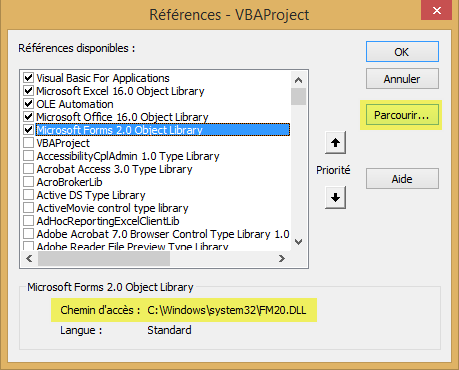 Références - VBAProject
Références disponibles :
OK
Annuler
Parcourir...
Aide
Visual Basic For Applications
Microsoft Excel 16.0 Object Library
OLE Automation
Microsoft Office 16.0 Object Library
Microsoft Forms 2.0 Object Library
VBAProject
AccessibilityCplAdmin 1.0 Type Library
Acrobat Access 3.0 Type Library
AcroBrokerLib
Active DS Type Library
ActiveMovie control type library
AdHocReportingExcelClientLib
Adobe Acrobat 7.0 Browser Control Type Library 1.0
Adobe Reader File Preview Type Library
Priorité
Microsoft Forms 2.0 Object Library
Chemin d'accès : C:\Windows\system32\FM20.DLL
Langue : Standard